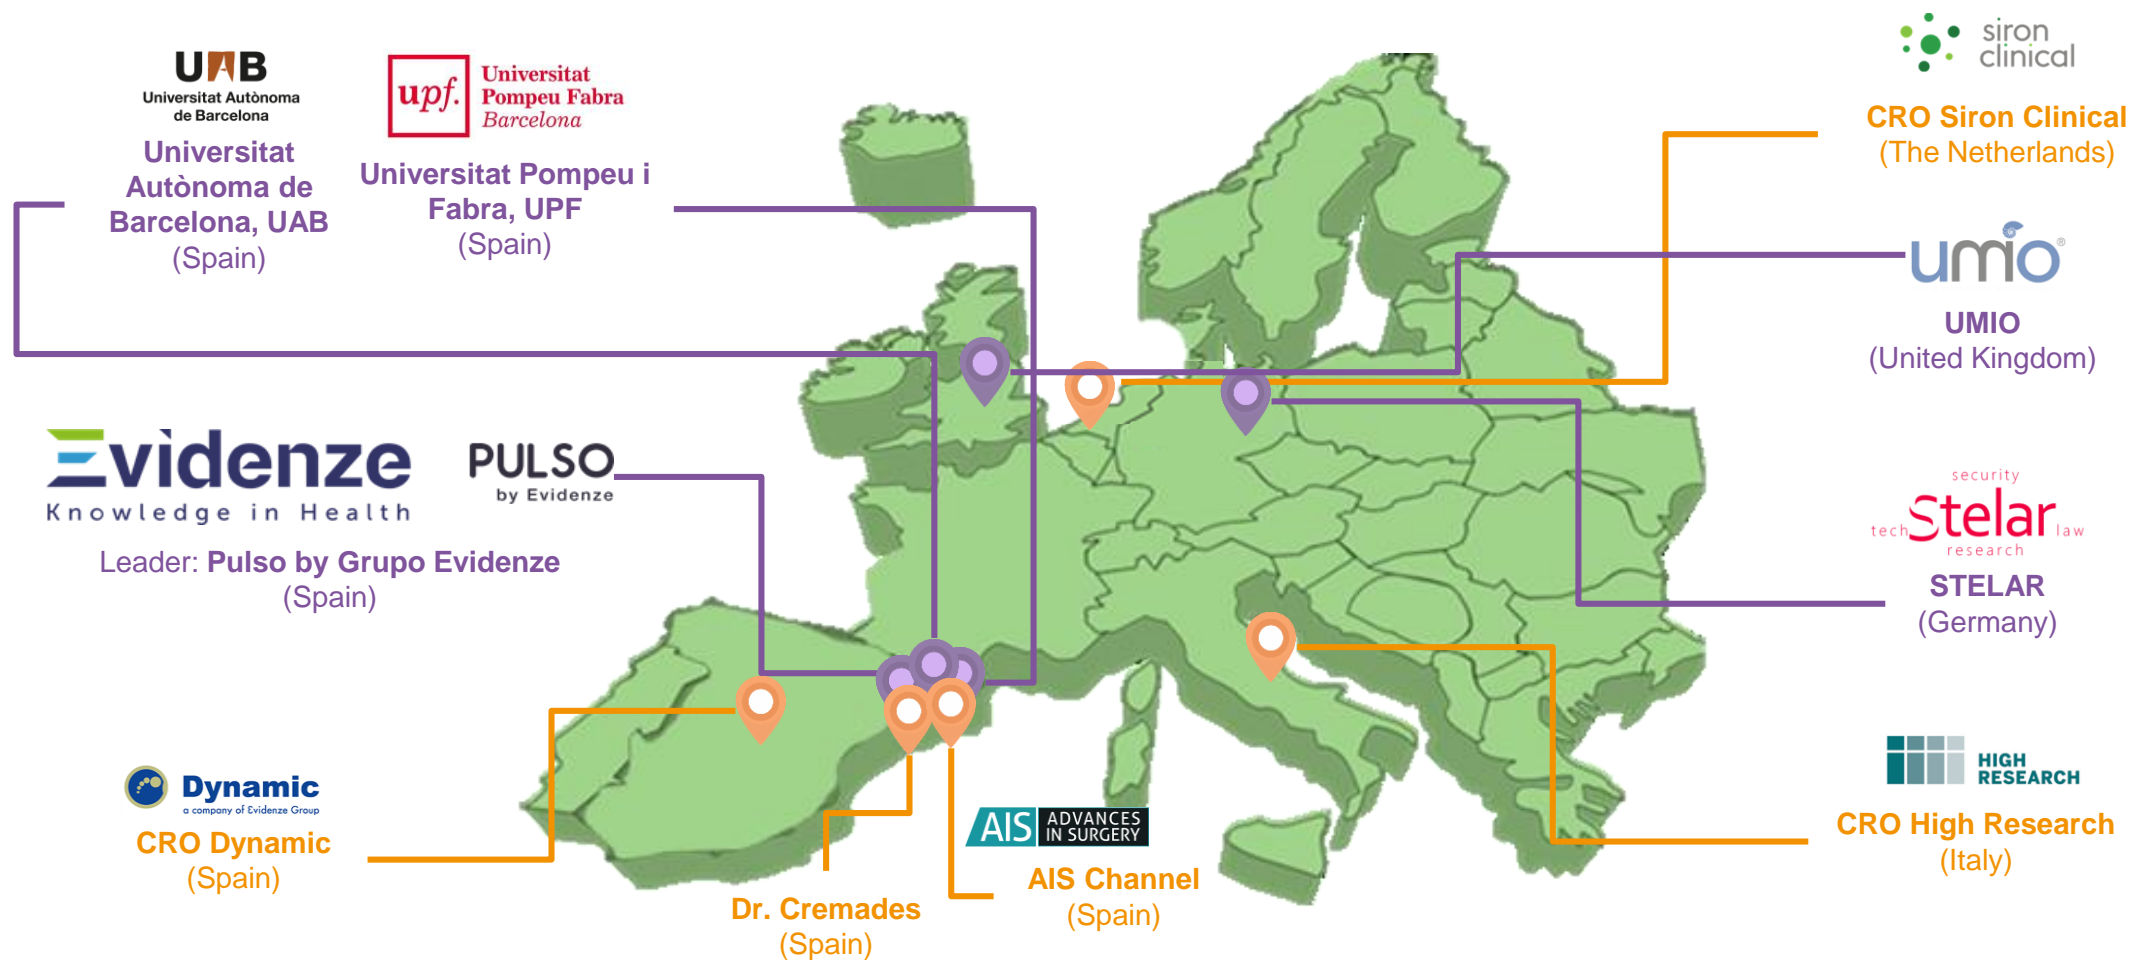 UAB
Universitat Autònoma
de Barcelona
Universitat
Autònoma de
Barcelona, UAB
(Spain)
upf.
Universitat
Pompeu Fabra
Barcelona
Universitat Pompeu i
Fabra, UPF
(Spain)
siron
clinical
CRO Siron Clinical
(The Netherlands)
umio®
UMIO
(United Kingdom)
Evidenze
Knowledge in Health
PULSO
by Evidenze
Leader: Pulso by Grupo Evidenze
(Spain)
security
tech Stelar law
research
STELAR
(Germany)
Dynamic
a company of Evidenze Group
CRO Dynamic
(Spain)
Dr. Cremades
(Spain)
AIS ADVANCES
IN SURGERY
AIS Channel
(Spain)
HIGH
RESEARCH
CRO High Research
(Italy)